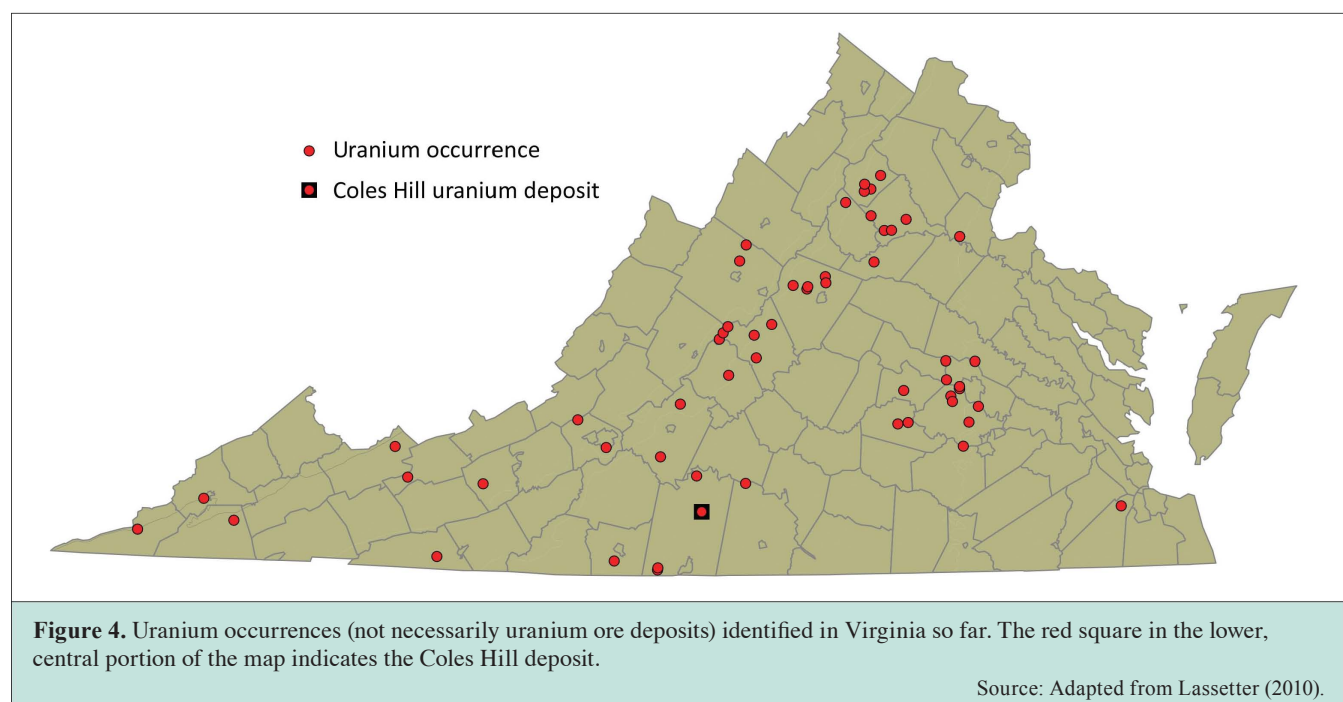 Uranium occurrence
Coles Hill uranium deposit
Figure 4. Uranium occurrences (not necessarily uranium ore deposits) identified in Virginia so far. The red square in the lower,
central portion of the map indicates the Coles Hill deposit.
Source: Adapted from Lassetter (2010).